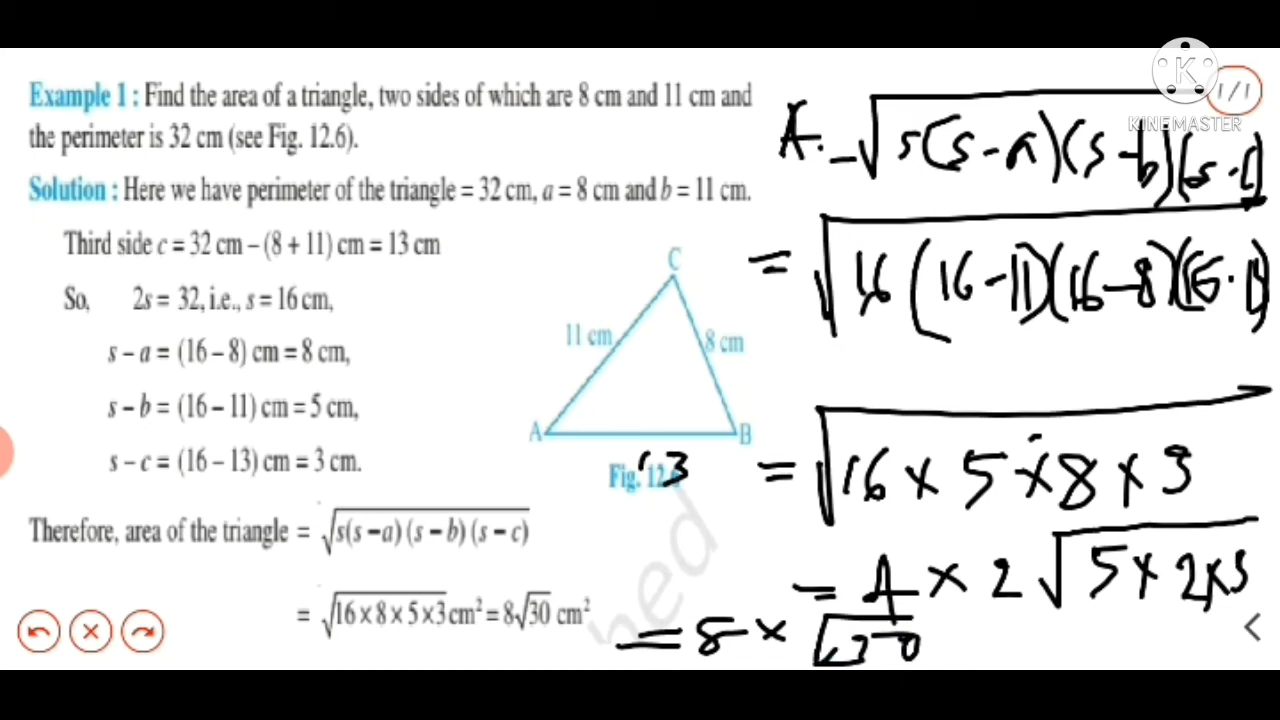 Example 1 : Find the area of a triangle, two sides of which are 8 cm and 11 cm and
the perimeter is 32 cm (see Fig. 12.6).
Solution : Here we have perimeter of the triangle = 32 cm, a = 8 cm and b = 11 cm.
Third side c = 32 cm – (8 + 11) cm = 13 cm
So, 2s = 32, i.e., s = 16 cm,
s – a = (16 – 8) cm = 8 cm,
s – b = (16 – 11) cm = 5 cm,
s – c = (16 – 13) cm = 3 cm.
Therefore, area of the triangle = √s(s – a) (s – b) (s – c)
= √16 × 8 × 5 × 3 cm² = 8√30 cm²
C
11 cm
8 cm
A
B
13
Fig. 12.
1/1
K
KINEMASTER
A. = √s(s-a)(s-b)(s-c)
= √16 (16-11)(16-8)(
= √16 × 5 × 8 × 3
= 4 × 2 √5 × 2 × 3
= 8 × √30